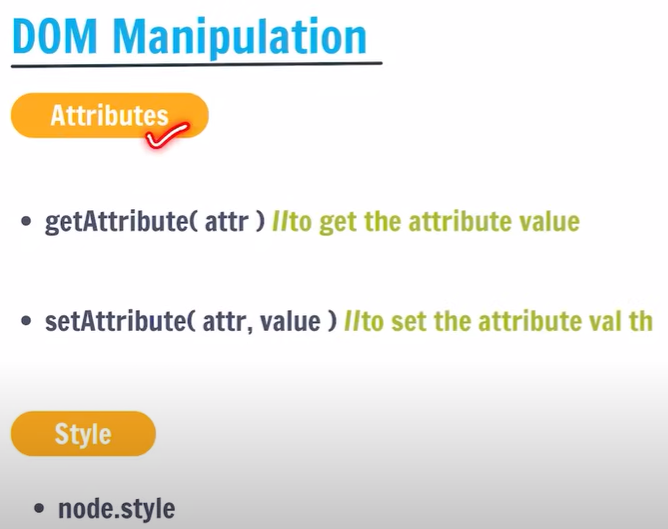 DOM Manipulation
Attributes
• getAttribute( attr ) //to get the attribute value
• setAttribute( attr, value ) //to set the attribute val th
Style
• node.style